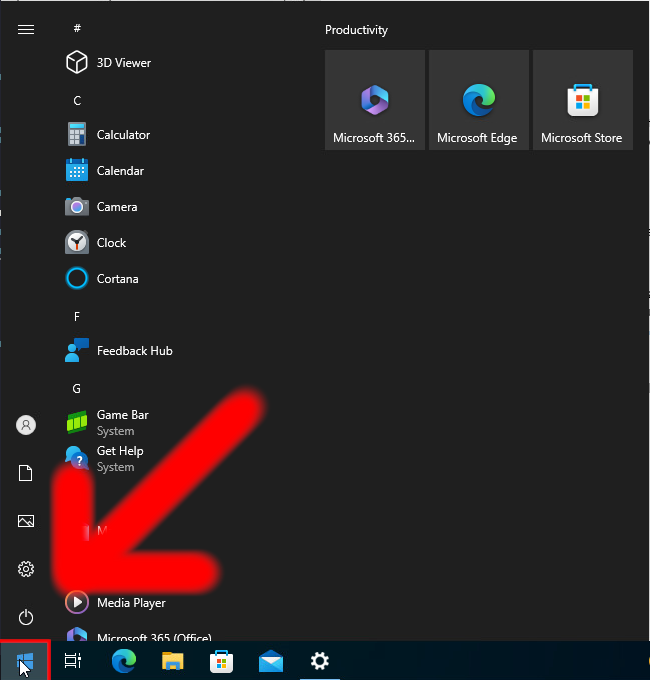 #
3D Viewer
C
Calculator
Calendar
Camera
Clock
Cortana
F
Feedback Hub
G
Game Bar
System
Get Help
System
M
Media Player
Microsoft 365 (Office)
Productivity
Microsoft 365...
Microsoft Edge
Microsoft Store